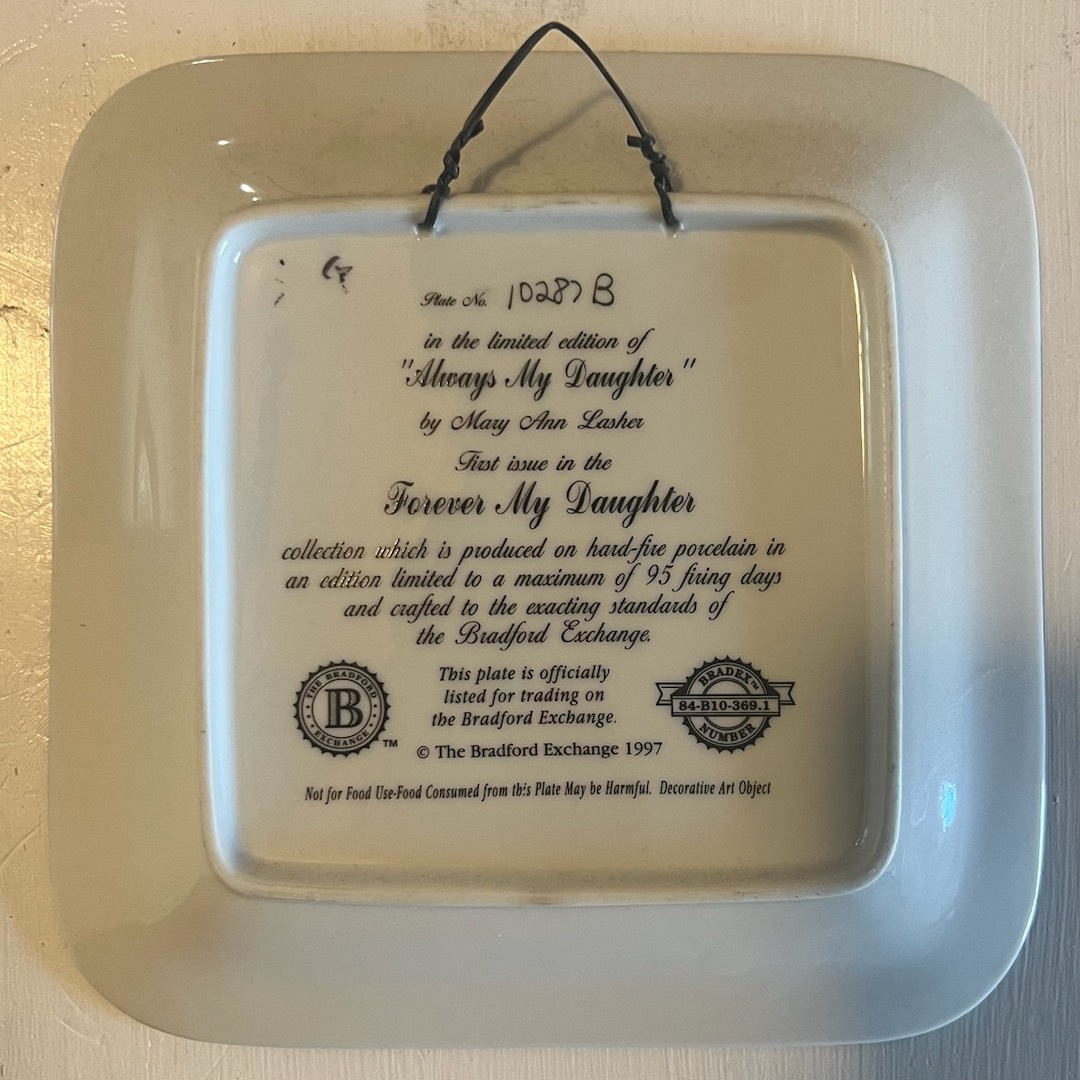 Plate No. 10287 B
in the limited edition of
"Always My Daughter"
by Mary Ann Lasher
First issue in the
Forever My Daughter
collection which is produced on hard-fire porcelain in
an edition limited to a maximum of 95 firing days
and crafted to the exacting standards of
the Bradford Exchange.
THE BRADFORD
B
EXCHANGE
TM
This plate is officially
listed for trading on
the Bradford Exchange.
BRADEX™
84-B10-369.1
NUMBER
© The Bradford Exchange 1997
Not for Food Use-Food Consumed from this Plate May be Harmful. Decorative Art Object